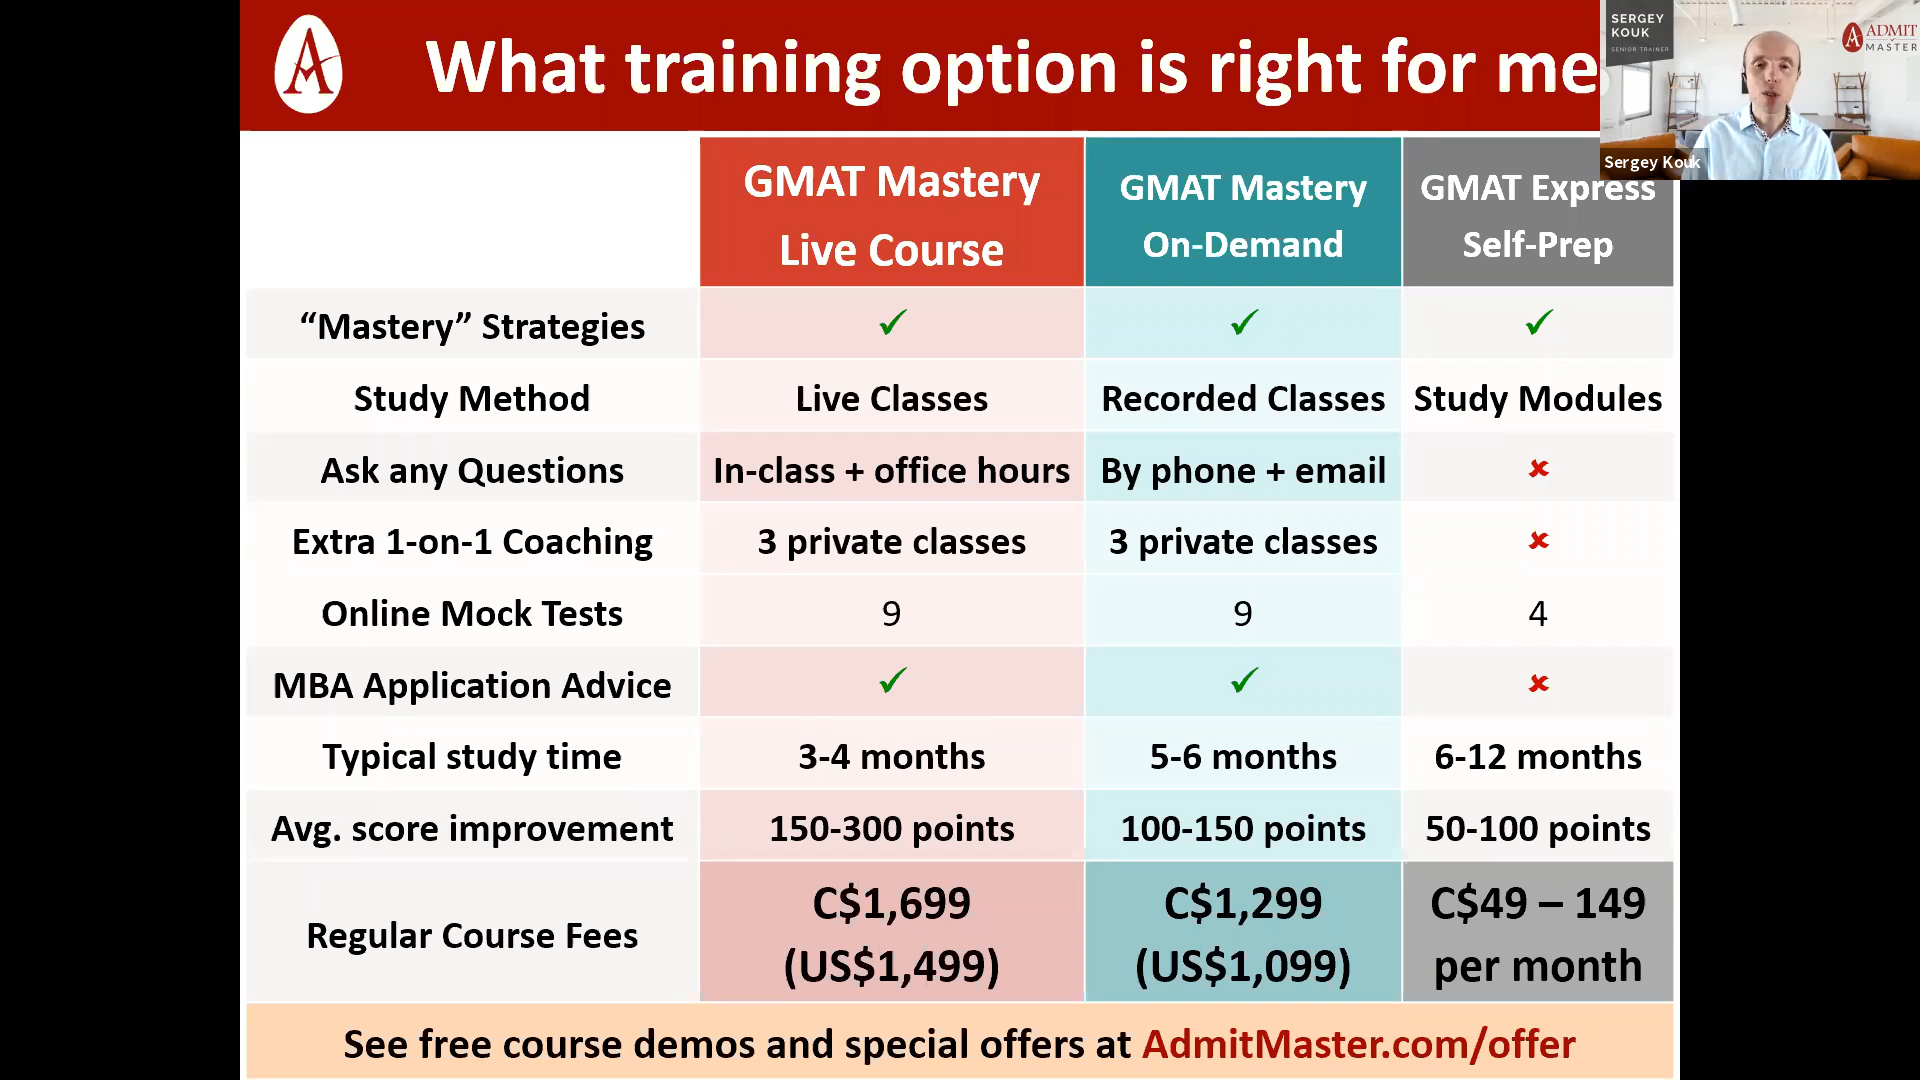 What training option is right for me
SERGEY
KOUK
SENIOR TRAINER
ADMIT
MASTER
Sergey Kouk
GMAT Mastery
Live Course
GMAT Mastery
On-Demand
GMAT Express
Self-Prep
“Mastery” Strategies ✓ ✓ ✓
Study Method Live Classes Recorded Classes Study Modules
Ask any Questions In-class + office hours By phone + email ✘
Extra 1-on-1 Coaching 3 private classes 3 private classes ✘
Online Mock Tests 9 9 4
MBA Application Advice ✓ ✓ ✘
Typical study time 3-4 months 5-6 months 6-12 months
Avg. score improvement 150-300 points 100-150 points 50-100 points
Regular Course Fees
C$1,699
(US$1,499)
C$1,299
(US$1,099)
C$49 – 149
per month
See free course demos and special offers at AdmitMaster.com/offer